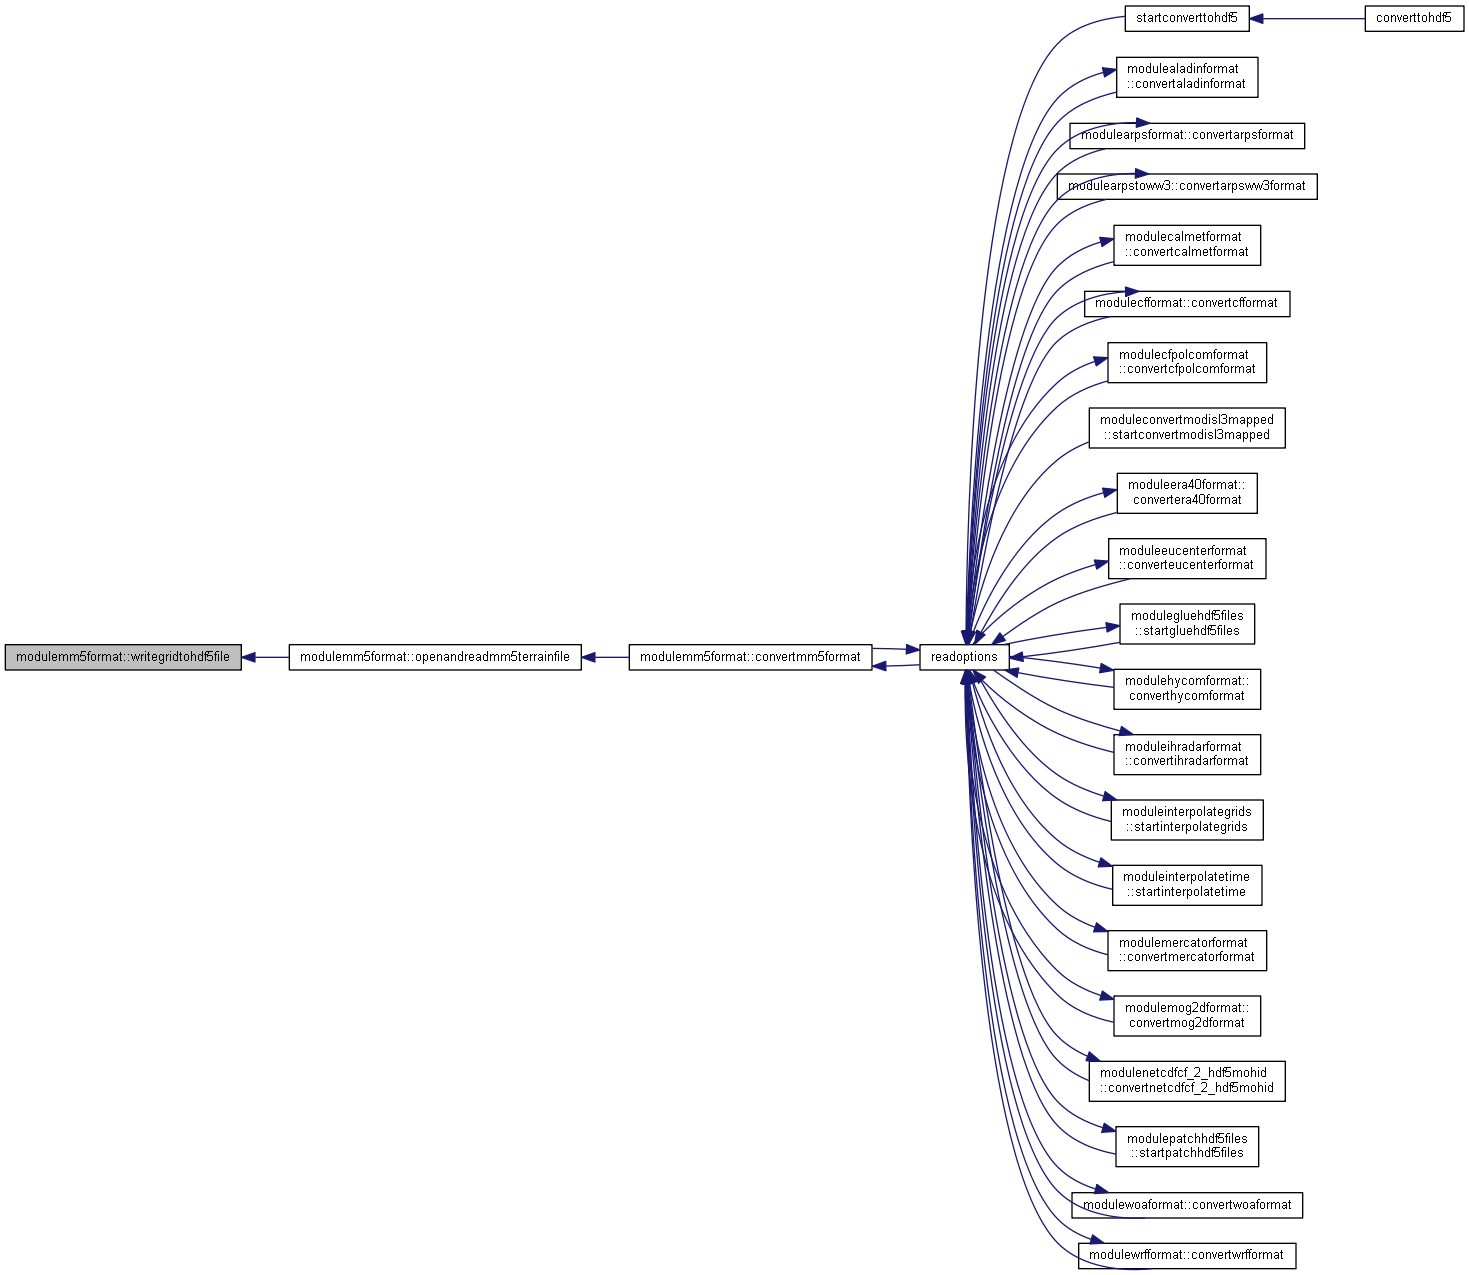 startconverttohdf5
converttohdf5
modulealadinformat
::convertaladinformat
modulearpsformat::convertarpsformat
modulearpstoww3::convertarpsww3format
modulecalmetformat
::convertcalmetformat
modulecfformat::convertcfformat
modulecfpolcomformat
::convertcfpolcomformat
moduleconvertmodisl3mapped
::startconvertmodisl3mapped
moduleera40format::
convertera40format
moduleeucenterformat
::converteucenterformat
modulegluehdf5files
::startgluehdf5files
modulemm5format::writegridtohdf5file
modulemm5format::openandreadmm5terrainfile
modulemm5format::convertmm5format
readoptions
modulehycomformat::
converthycomformat
moduleihradarformat
::convertihradarformat
moduleinterpolategrids
::startinterpolategrids
moduleinterpolatetime
::startinterpolatetime
modulemercatorformat
::convertmercatorformat
modulemog2dformat::
convertmog2dformat
modulenetcdfcf_2_hdf5mohid
::convertnetcdfcf_2_hdf5mohid
modulepatchhdf5files
::startpatchhdf5files
modulewoaformat::convertwoaformat
modulewrfformat::convertwrfformat